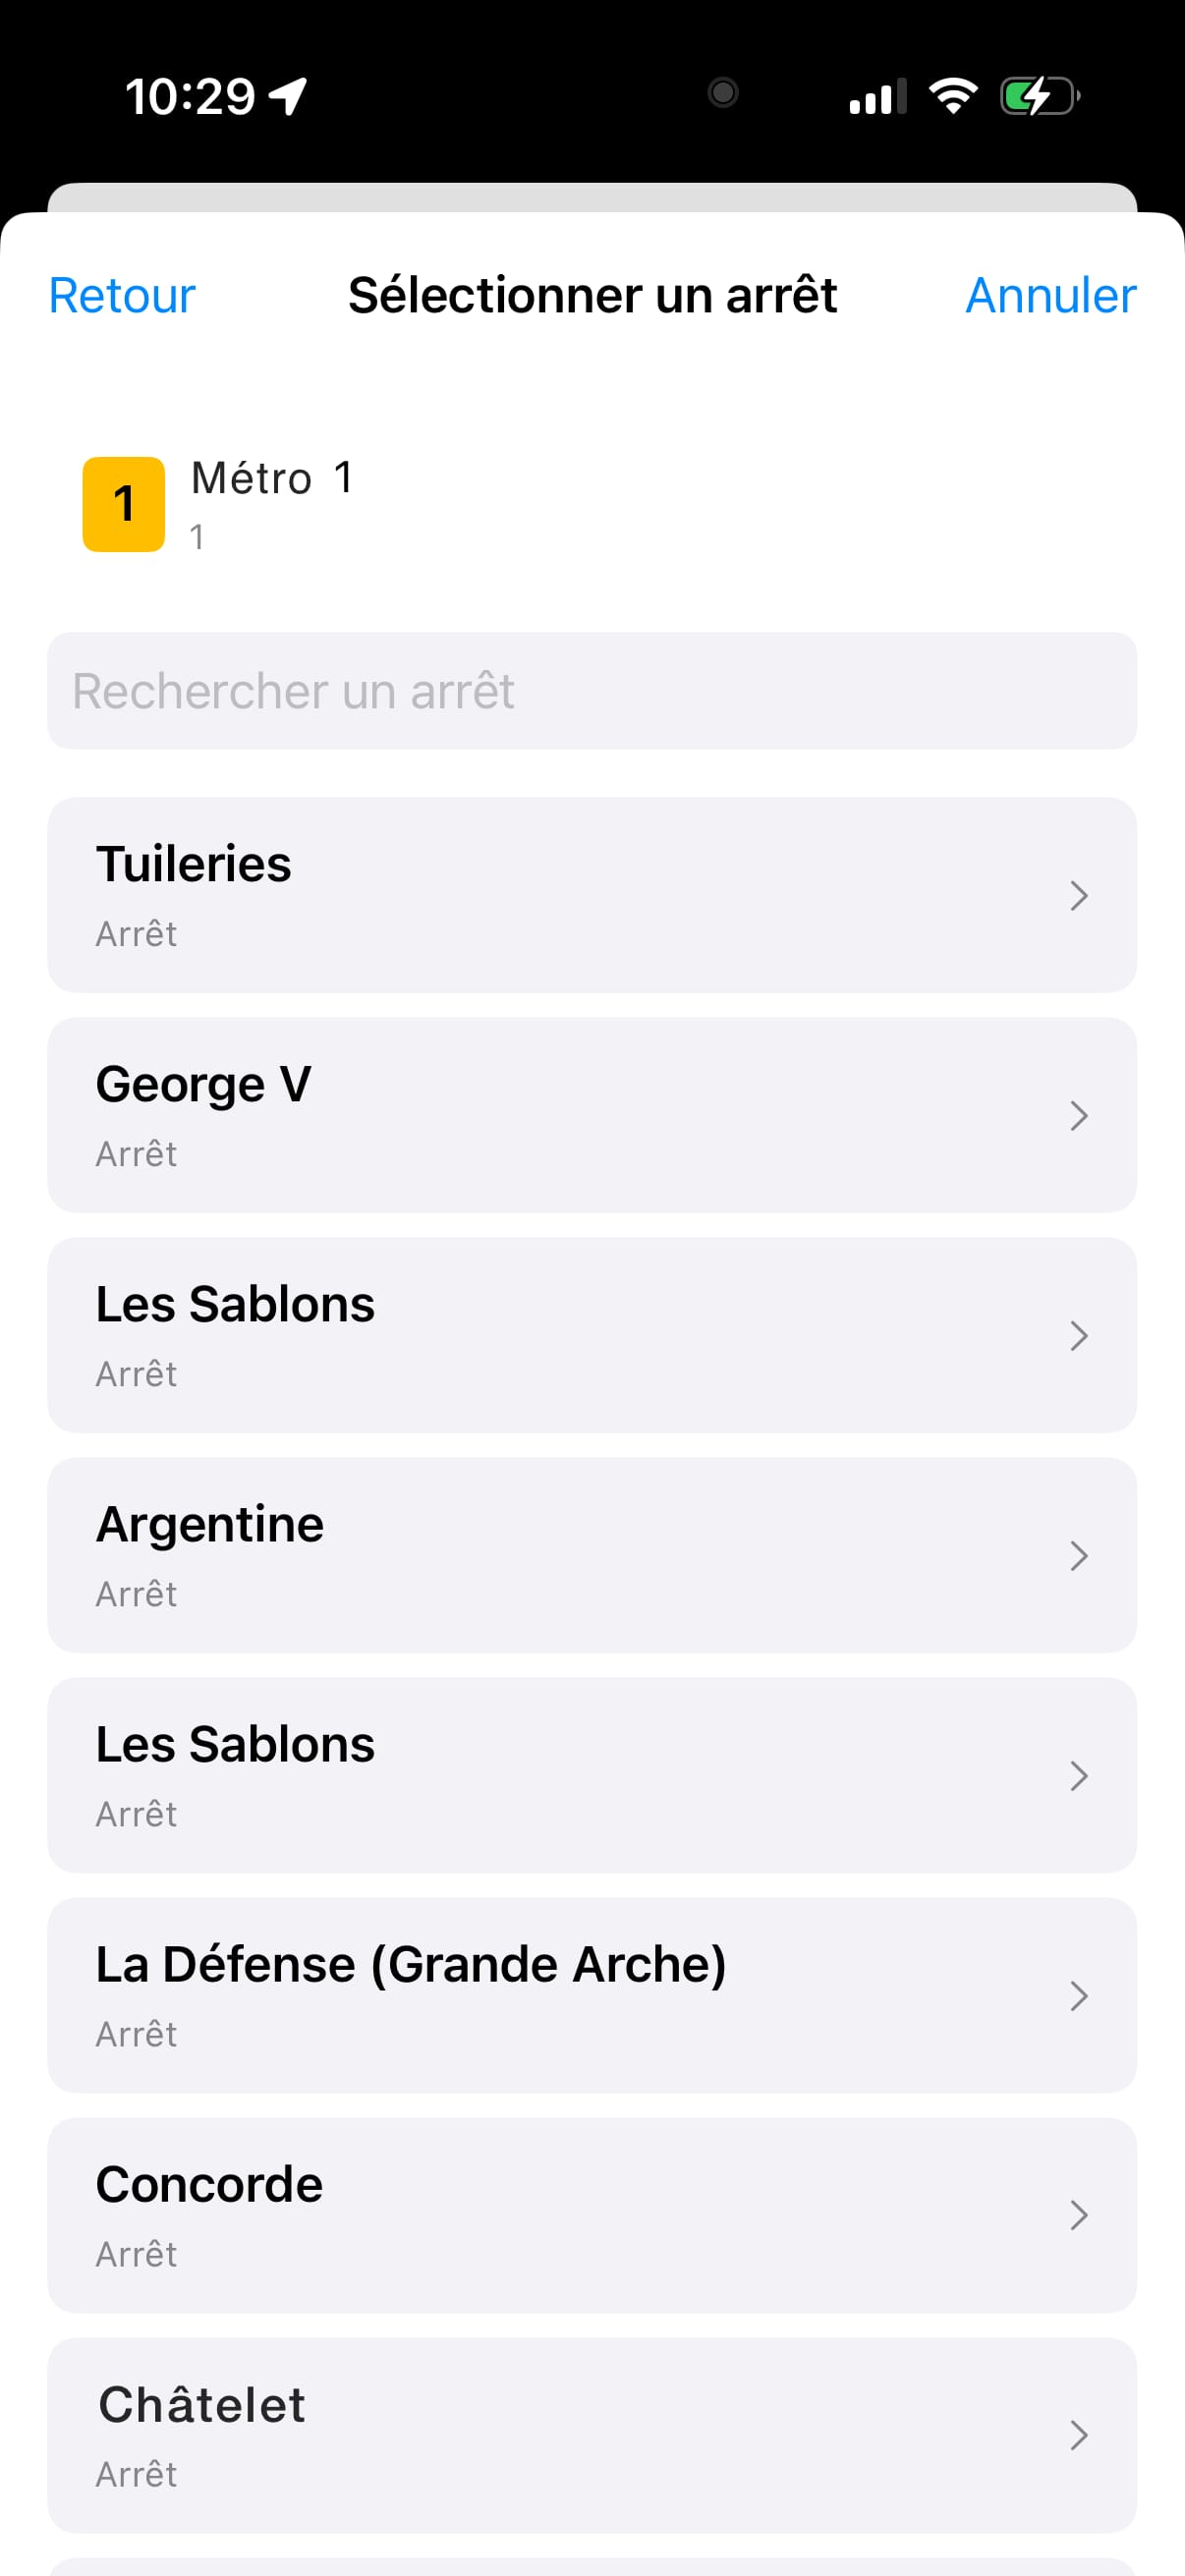 10:29
Retour Sélectionner un arrêt Annuler
1
Métro 1
1
Rechercher un arrêt
Tuileries
Arrêt
George V
Arrêt
Les Sablons
Arrêt
Argentine
Arrêt
Les Sablons
Arrêt
La Défense (Grande Arche)
Arrêt
Concorde
Arrêt
Châtelet
Arrêt